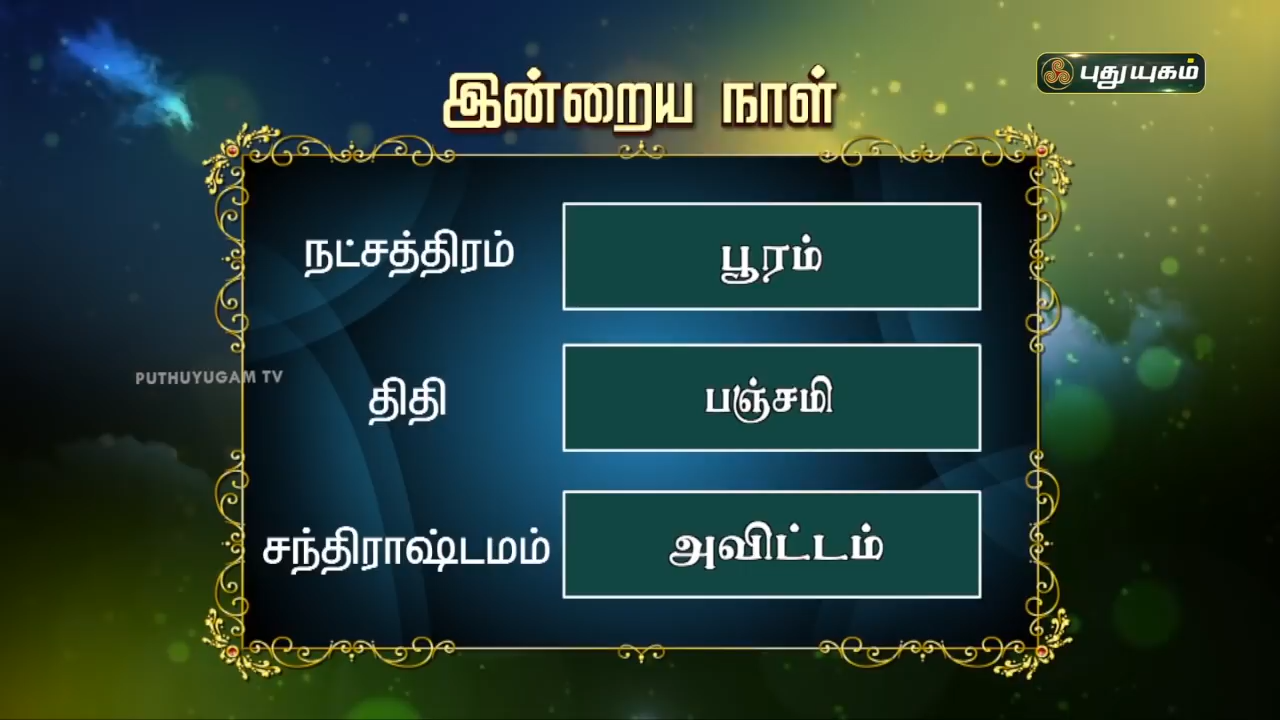 புதுயுகம்
இன்றைய நாள்
நட்சத்திரம் பூரம்
PUTHUYUGAM TV
திதி பஞ்சமி
சந்திராஷ்டமம் அவிட்டம்